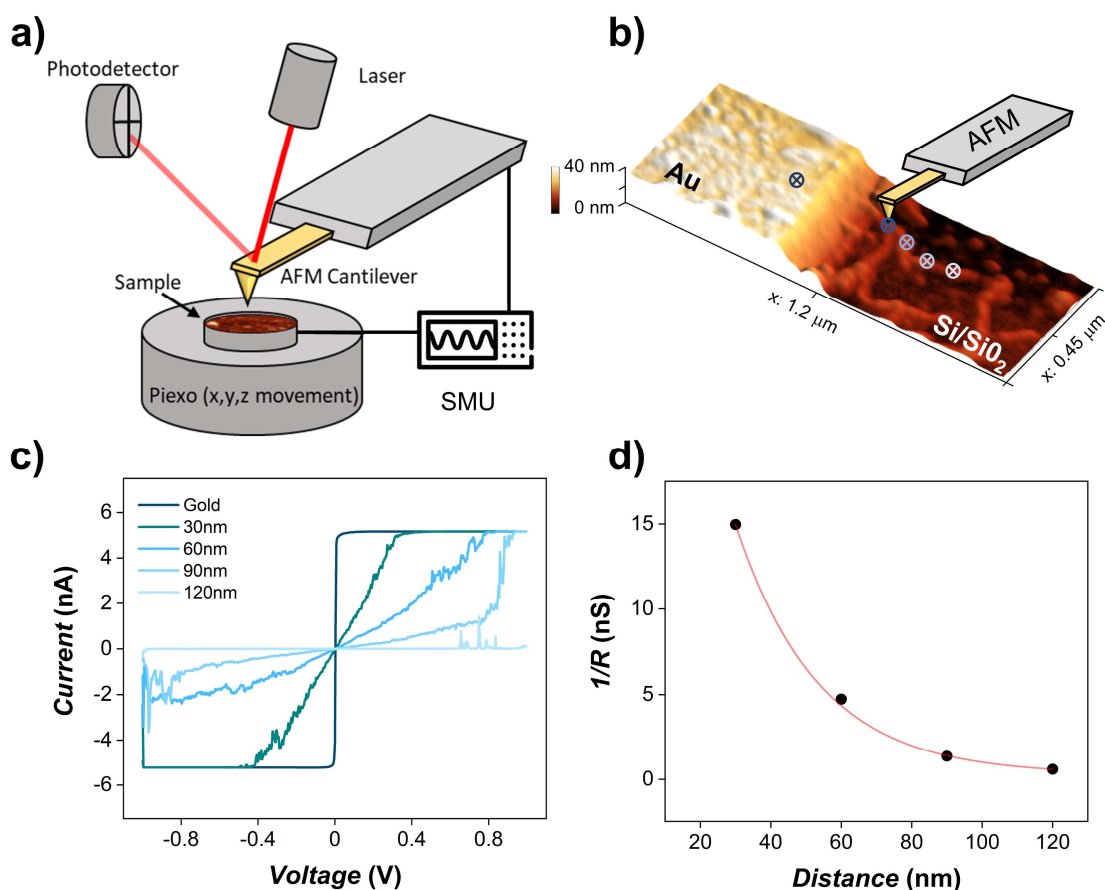 a)
Photodetector
Laser
AFM Cantilever
Sample
Piexo (x,y,z movement)
SMU
b)
AFM
40 nm
0 nm
Au
x: 1.2 μm
Si/Si0₂
x: 0.45 μm
c)
Current (nA)
6
4
2
0
-2
-4
-6
Gold
30nm
60nm
90nm
120nm
-0.8
-0.4
0
0.4
0.8
Voltage (V)
d)
1/R (nS)
15
10
5
0
20
40
60
80
100
120
Distance (nm)